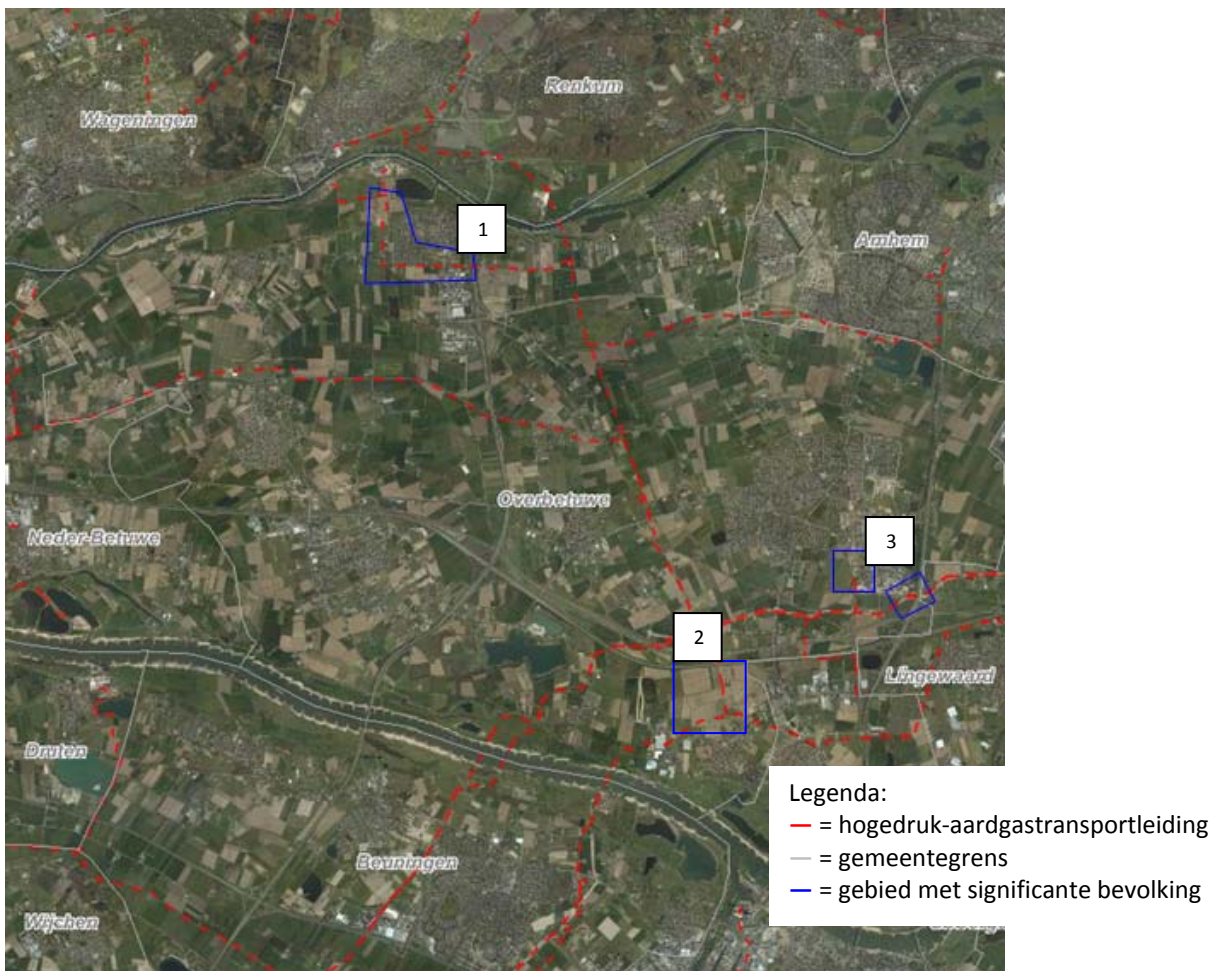 Renkum
Wageningen
1
Arnhem
Overbetuwe
Neder-Betuwe
3
2
Lingewaard
Druten
Beuningen
Wijchen
Legenda:
= hogedruk-aardgastransportleiding
= gemeentegrens
= gebied met significante bevolking